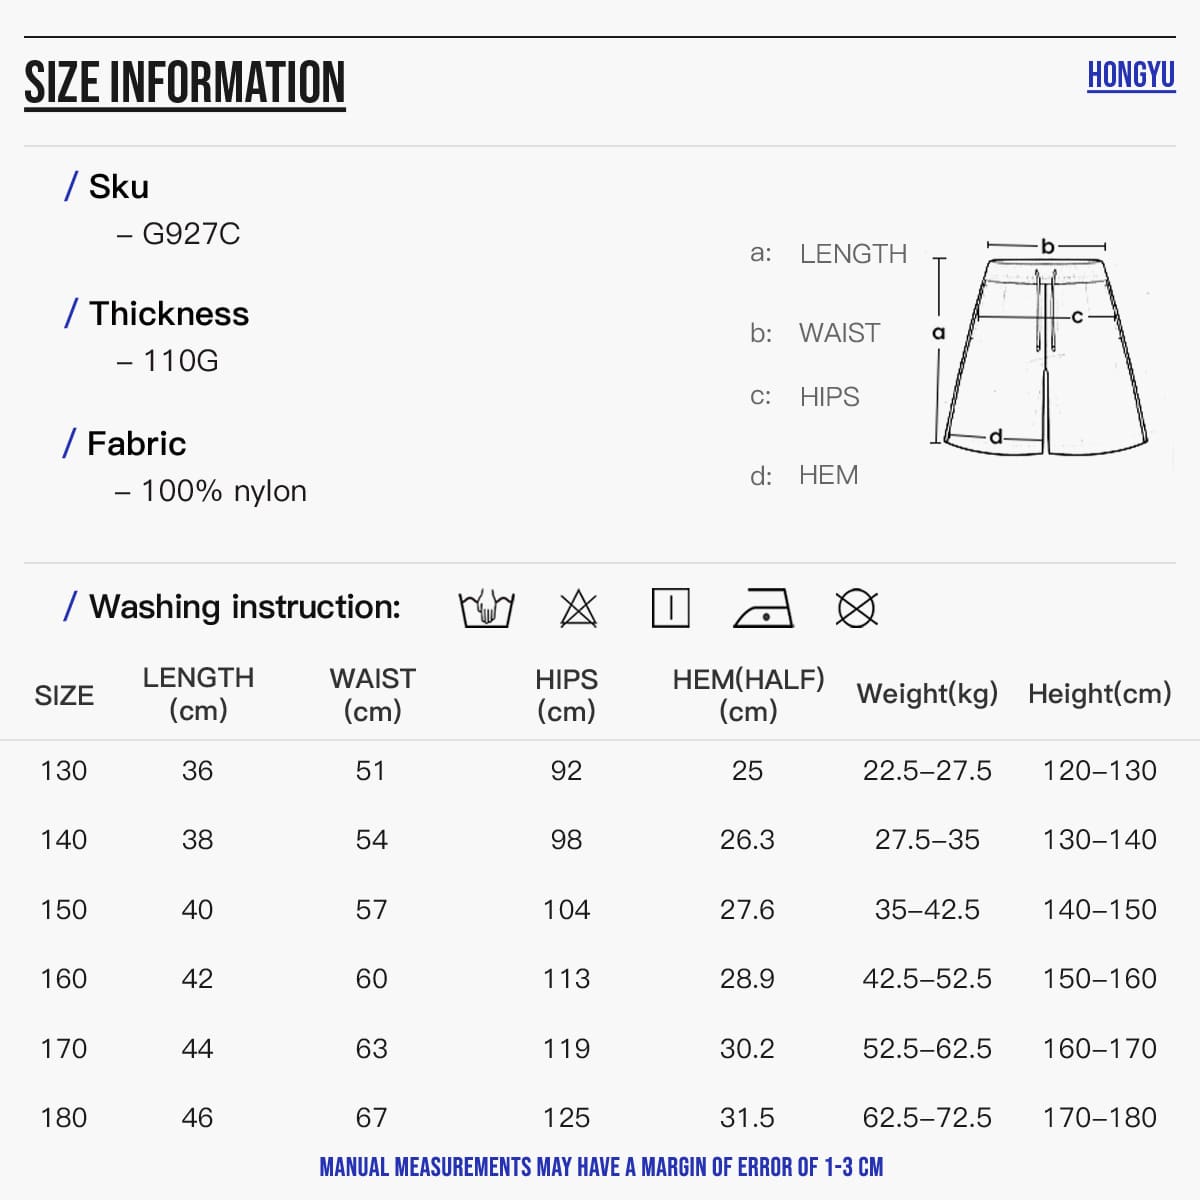 SIZE INFORMATION
HONGYU
/ Sku
– G927C
/ Thickness
– 110G
/ Fabric
– 100% nylon
a: LENGTH
b: WAIST
c: HIPS
d: HEM
b
c
a
d
/ Washing instruction:
SIZE LENGTH (cm) WAIST (cm) HIPS (cm) HEM(HALF) (cm) Weight(kg) Height(cm)
130 36 51 92 25 22.5–27.5 120–130
140 38 54 98 26.3 27.5–35 130–140
150 40 57 104 27.6 35–42.5 140–150
160 42 60 113 28.9 42.5–52.5 150–160
170 44 63 119 30.2 52.5–62.5 160–170
180 46 67 125 31.5 62.5–72.5 170–180
MANUAL MEASUREMENTS MAY HAVE A MARGIN OF ERROR OF 1-3 CM